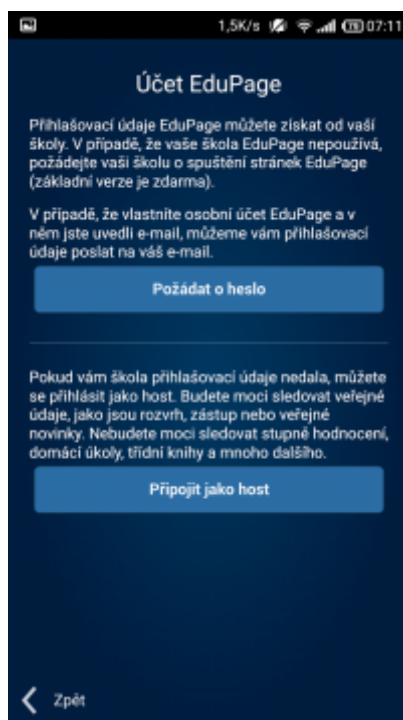 1,5K/s 75 07:11
Účet EduPage
Přihlašovací údaje EduPage můžete získat od vaší
školy. V případě, že vaše škola EduPage nepoužívá,
požádejte vaši školu o spuštění stránek EduPage
(základní verze je zdarma).
V případě, že vlastníte osobní účet EduPage a v
něm jste uvedli e-mail, můžeme vám přihlašovací
údaje poslat na váš e-mail.
Požádat o heslo
Pokud vám škola přihlašovací údaje nedala, můžete
se přihlásit jako host. Budete moci sledovat veřejné
údaje, jako jsou rozvrh, zástup nebo veřejné
novinky. Nebudete moci sledovat stupně hodnocení,
domácí úkoly, třídní knihy a mnoho dalšího.
Připojit jako host
Zpět